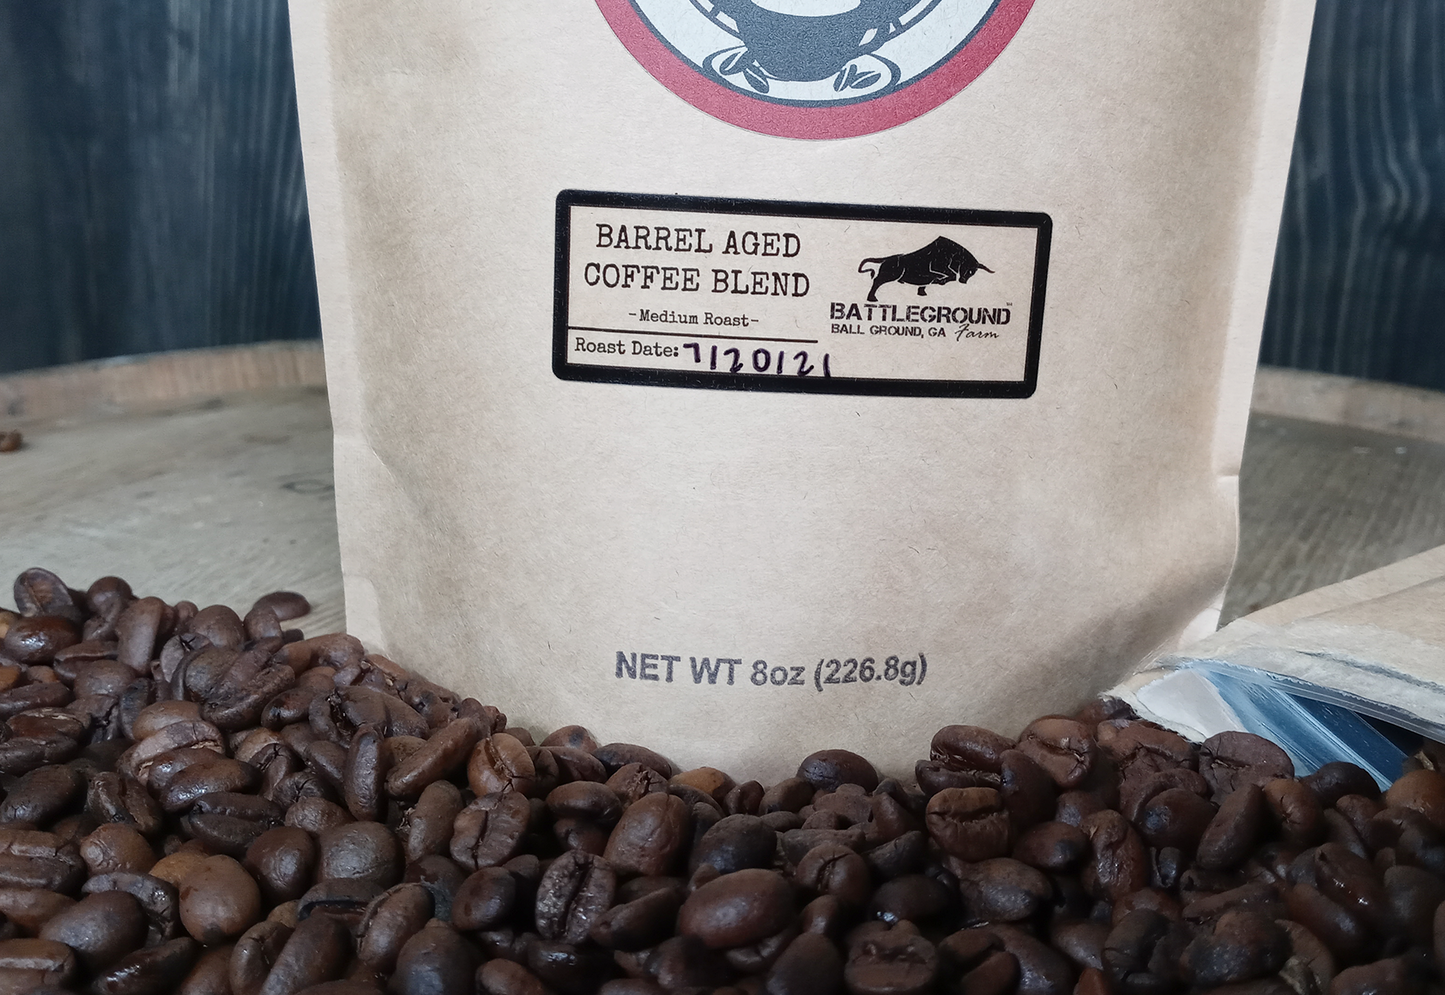 BARREL AGED
COFFEE BLEND
-Medium Roast-
Roast Date: 7/20/21
BATTLEGROUND
BALL GROUND, GA Farm
NET WT 8oz (226.8g)